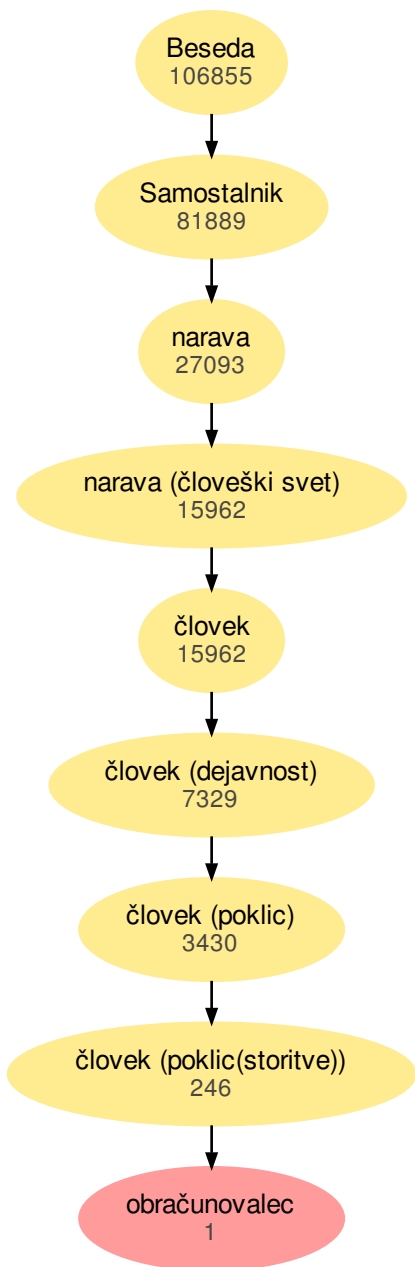 Beseda
106855
Samostalnik
81889
narava
27093
narava (človeški svet)
15962
človek
15962
človek (dejavnost)
7329
človek (poklic)
3430
človek (poklic(storitve))
246
obračunovalec
1